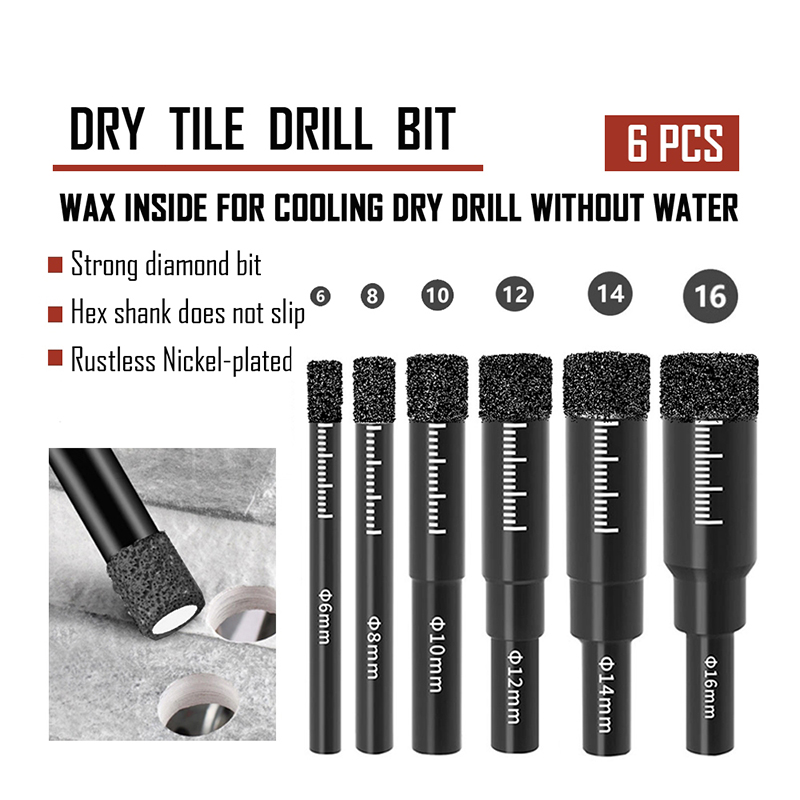 DRY TILE DRILL BIT
6 PCS
WAX INSIDE FOR COOLING DRY DRILL WITHOUT WATER
Strong diamond bit
Hex shank does not slip
Rustless Nickel-plated
6 8 10 12 14 16
Φ6mm
Φ8mm
Φ10mm
Φ12mm
Φ14mm
Φ16mm